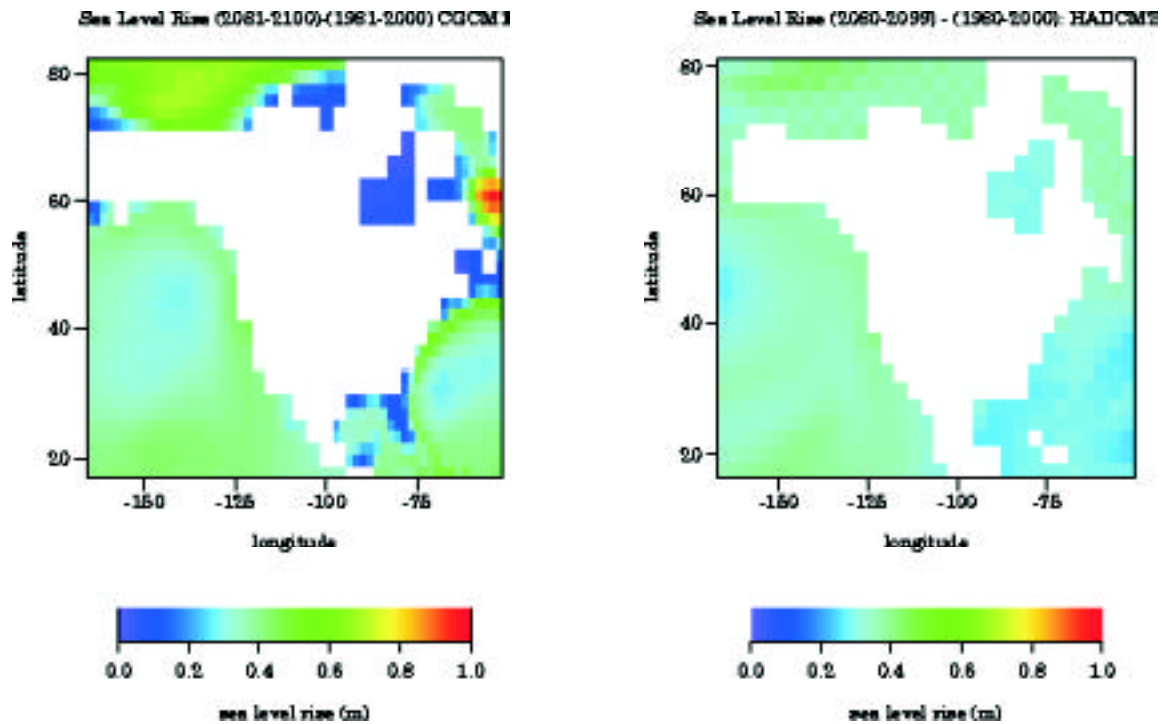 Sea Level Rise (2081-2100)-(1981-2000) CGCM1
80
60
40
20
latitude
-150 -125 -100 -75
longitude
0.0 0.2 0.4 0.6 0.8 1.0
sea level rise (m)
Sea Level Rise (2080-2099) - (1980-2000): HADCM2
80
60
40
20
latitude
-150 -125 -100 -75
longitude
0.0 0.2 0.4 0.6 0.8 1.0
sea level rise (m)